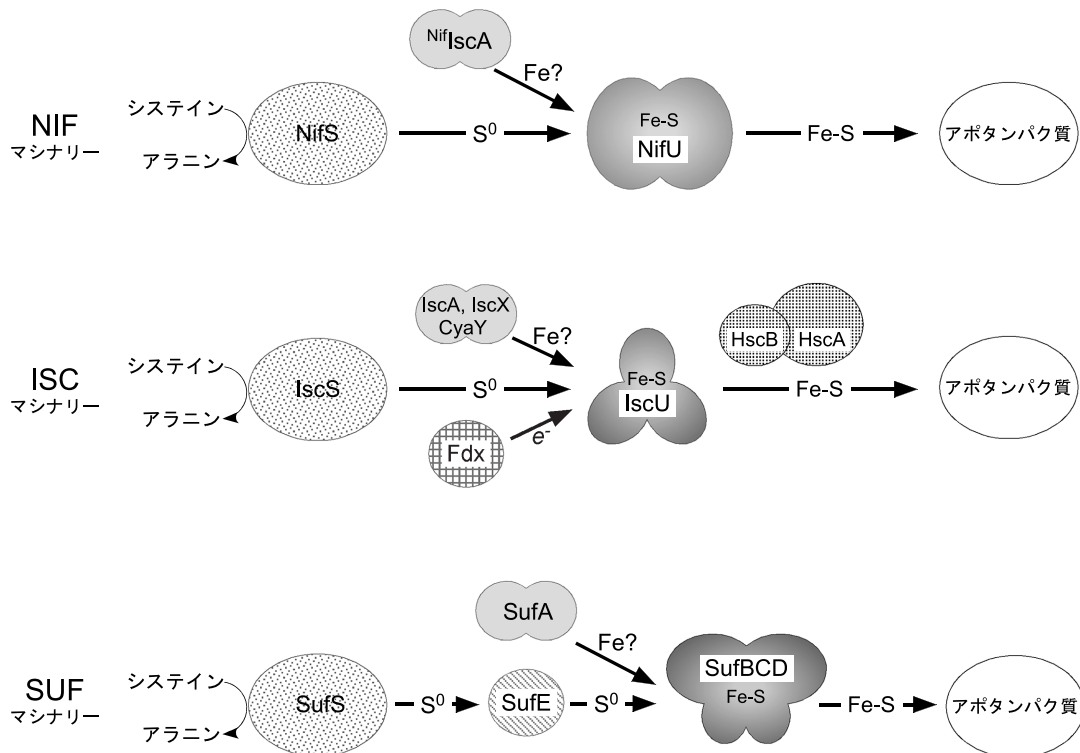 NifIscA
Fe?
NIF
マシナリー
システイン
アラニン
NifS
S0
Fe-S
NifU
Fe-S
アポタンパク質
IscA, IscX
CyaY
Fe?
HscB
HscA
ISC
マシナリー
システイン
アラニン
IscS
S0
Fe-S
IscU
Fe-S
アポタンパク質
Fdx
e-
SufA
Fe?
SUF
マシナリー
システイン
アラニン
SufS
S0
SufE
S0
SufBCD
Fe-S
Fe-S
アポタンパク質